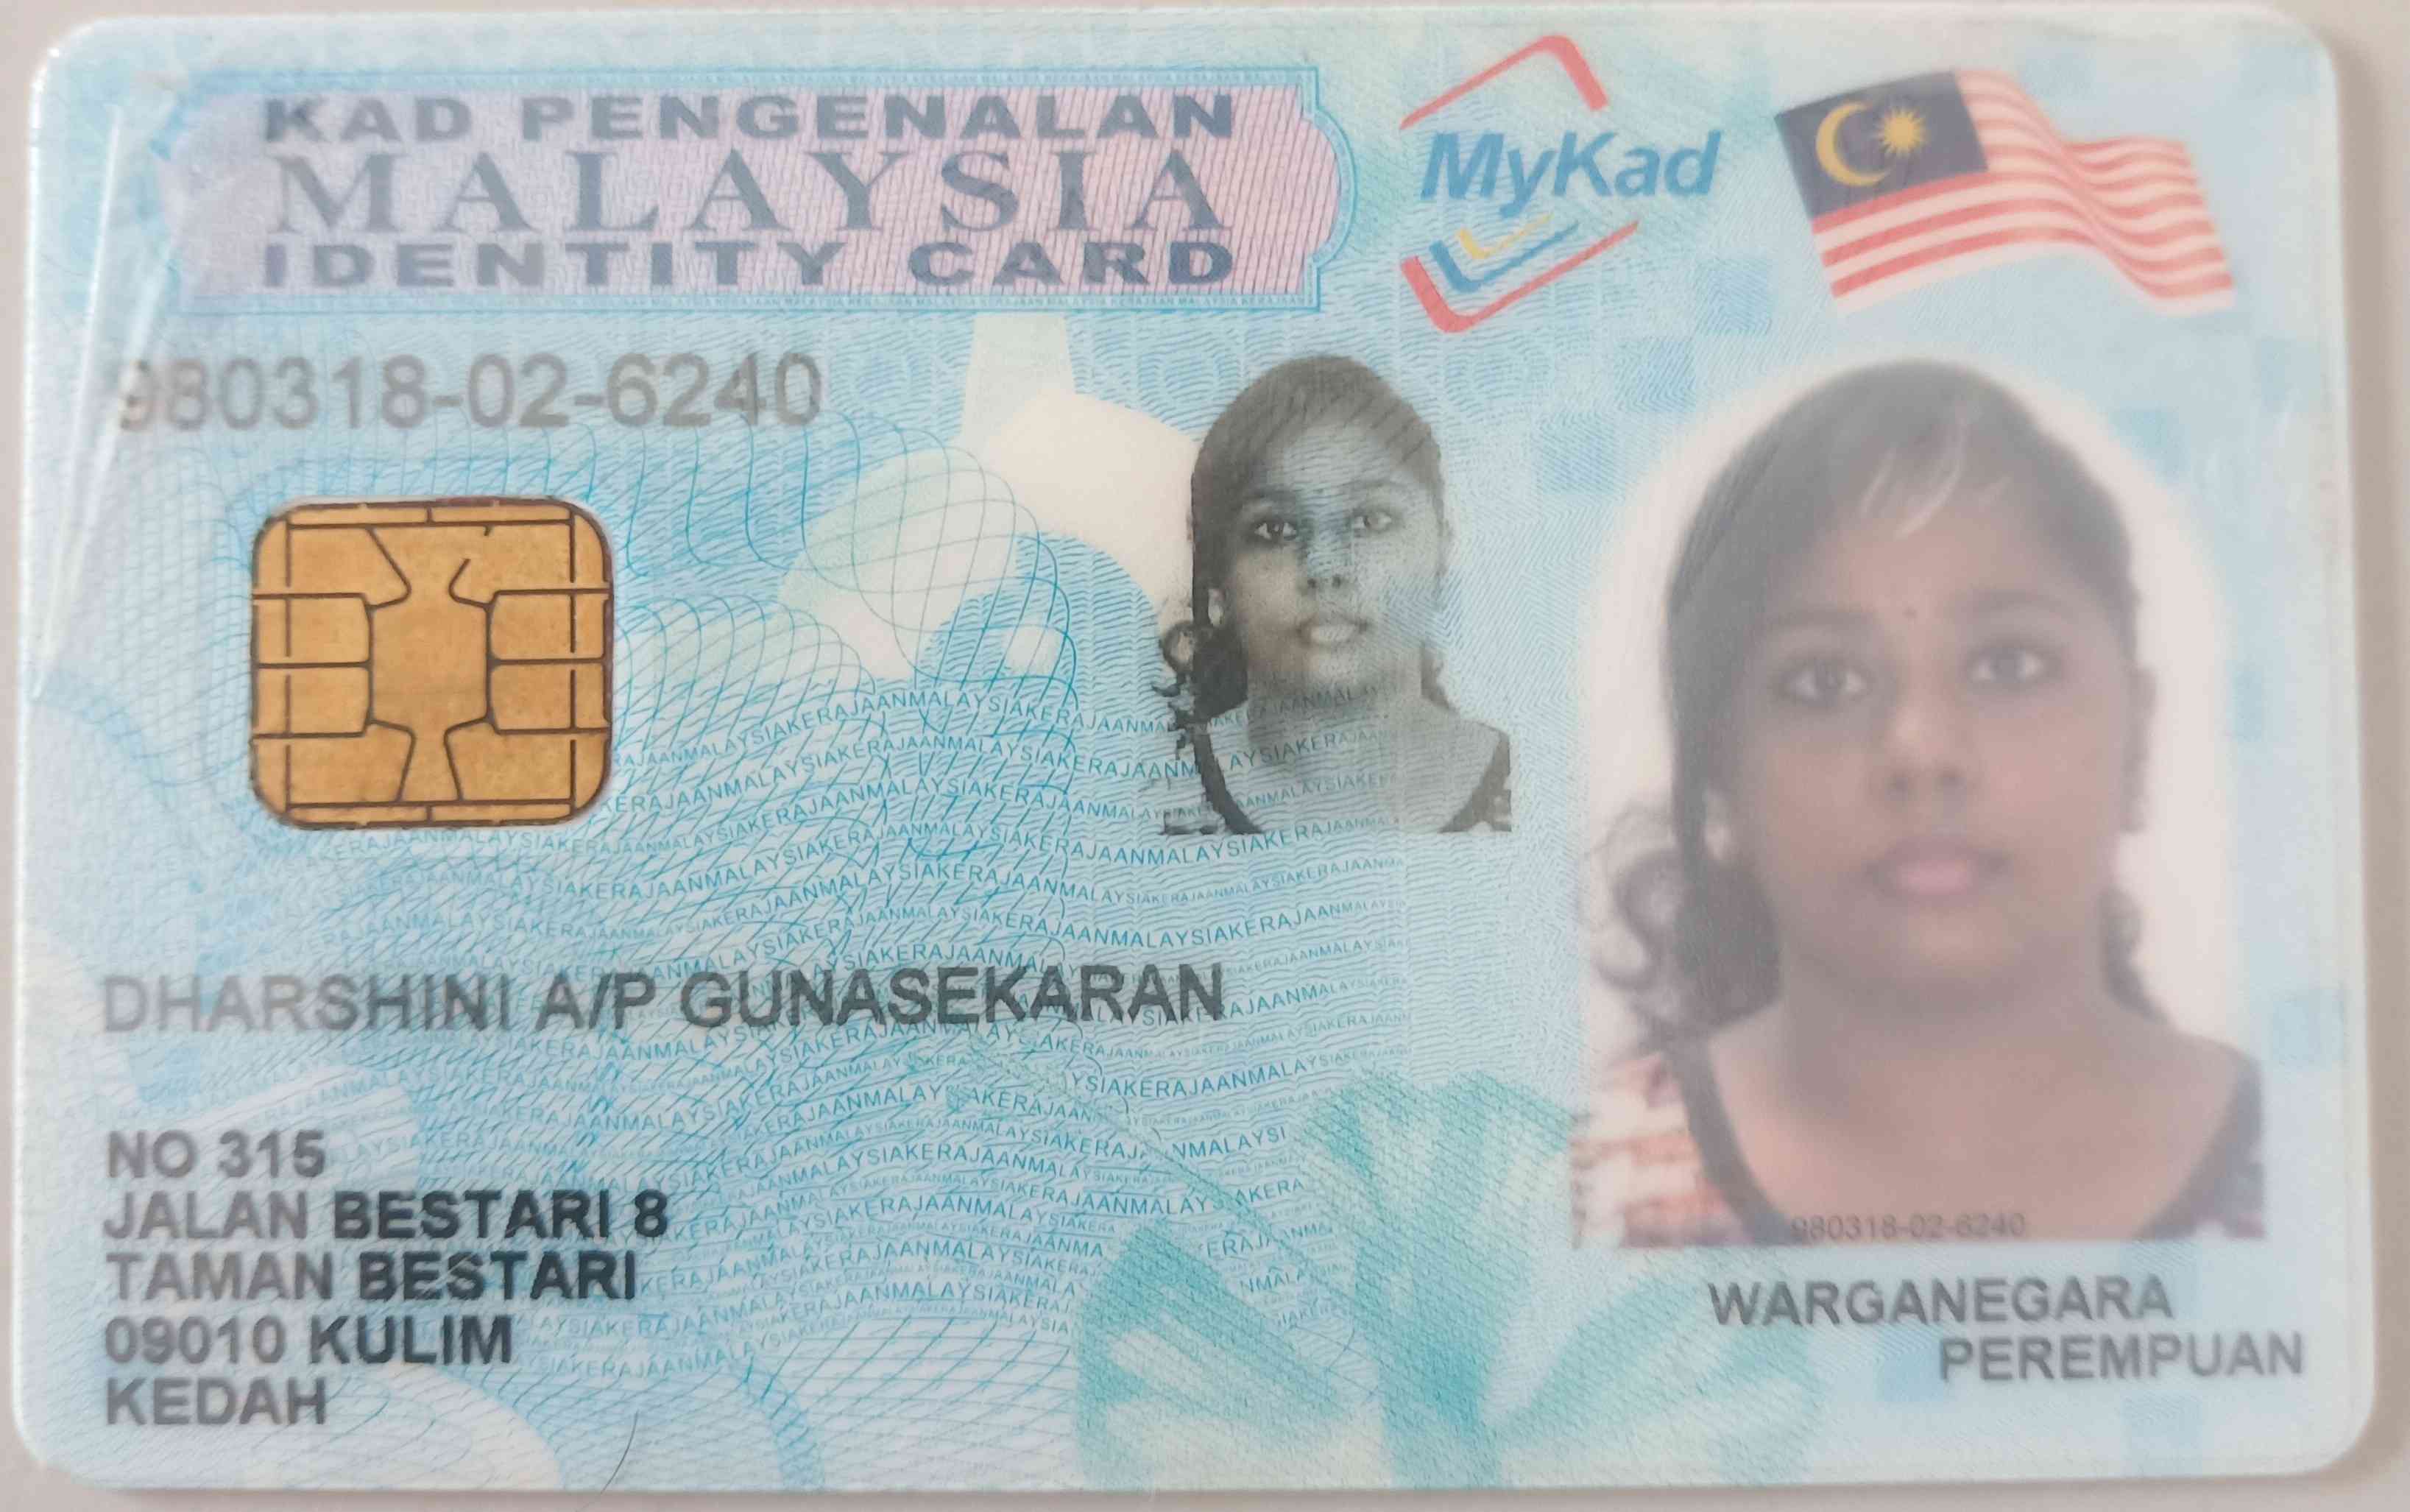 KAD PENGENALAN
MALAYSIA
IDENTITY CARD
MyKad
980318-02-6240
DHARSHINI A/P GUNASEKARAN
NO 315
JALAN BESTARI 8
TAMAN BESTARI
09010 KULIM
KEDAH
980318-02-6240
WARGANEGARA
PEREMPUAN